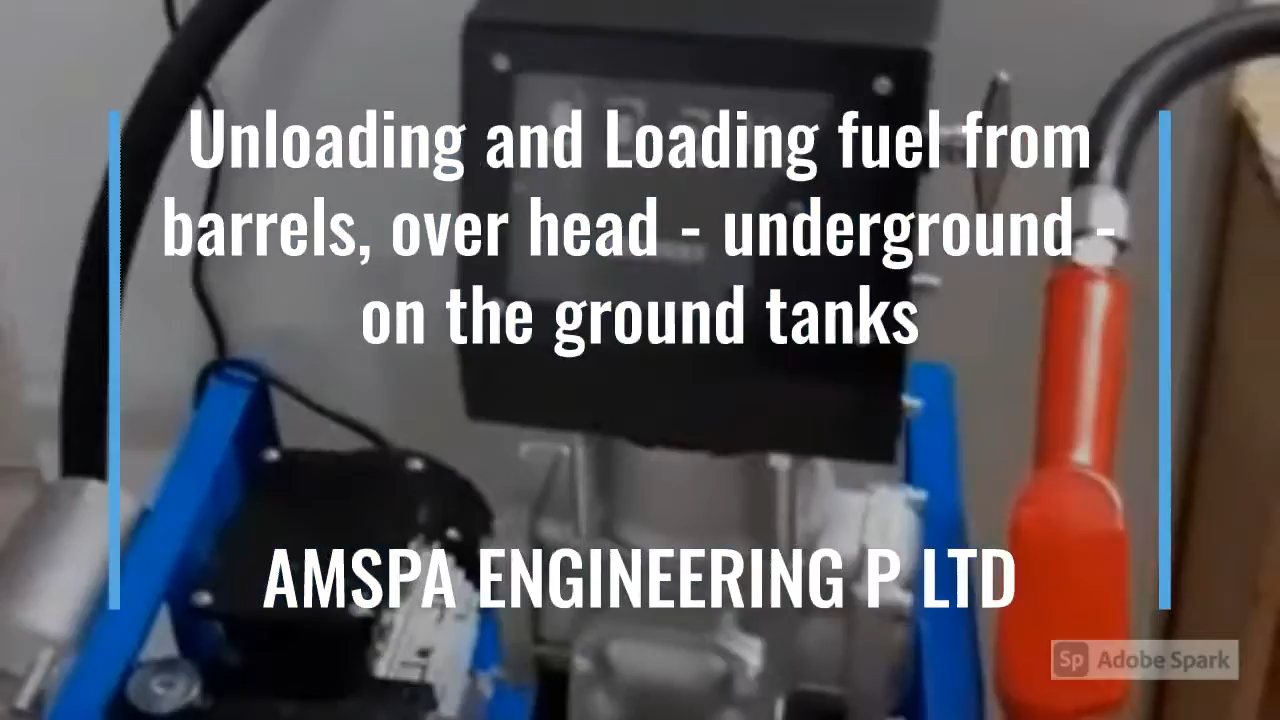 Unloading and Loading fuel from
barrels, over head - underground -
on the ground tanks
AMSPA ENGINEERING P LTD
Sp Adobe Spark